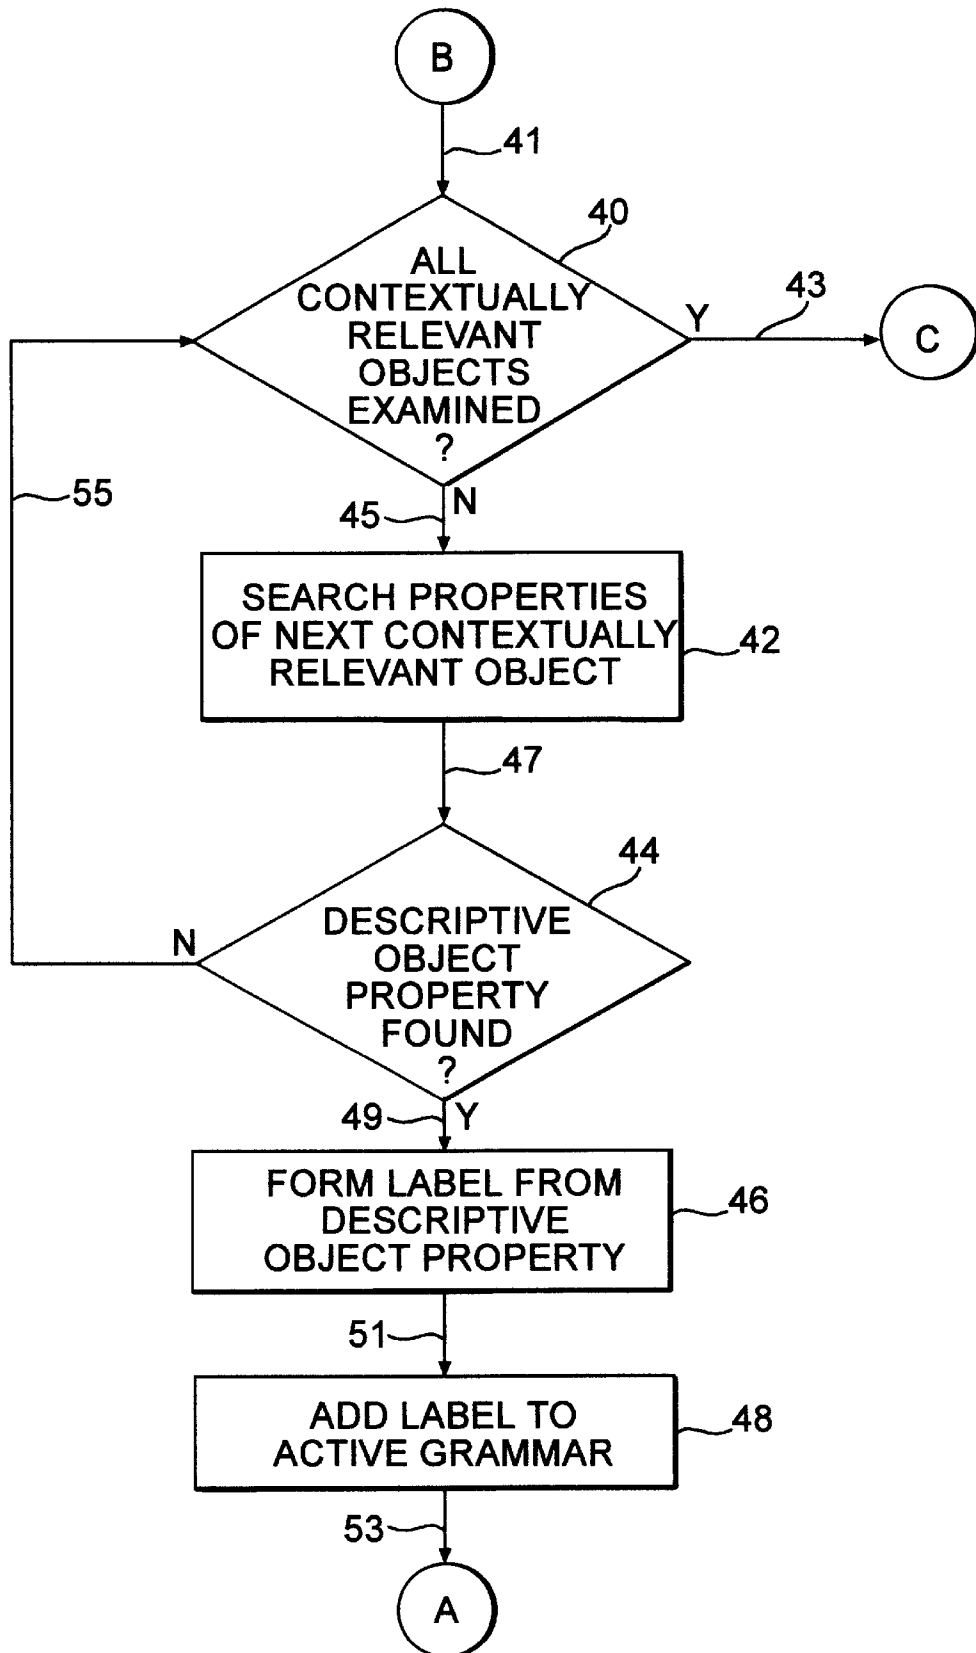 B
41
40
ALL
CONTEXTUALLY
RELEVANT
OBJECTS
EXAMINED
?
Y
43
C
55
N
45
SEARCH PROPERTIES
OF NEXT CONTEXTUALLY
RELEVANT OBJECT
42
47
44
DESCRIPTIVE
OBJECT
PROPERTY
FOUND
?
N
49
Y
FORM LABEL FROM
DESCRIPTIVE
OBJECT PROPERTY
46
51
ADD LABEL TO
ACTIVE GRAMMAR
48
53
A